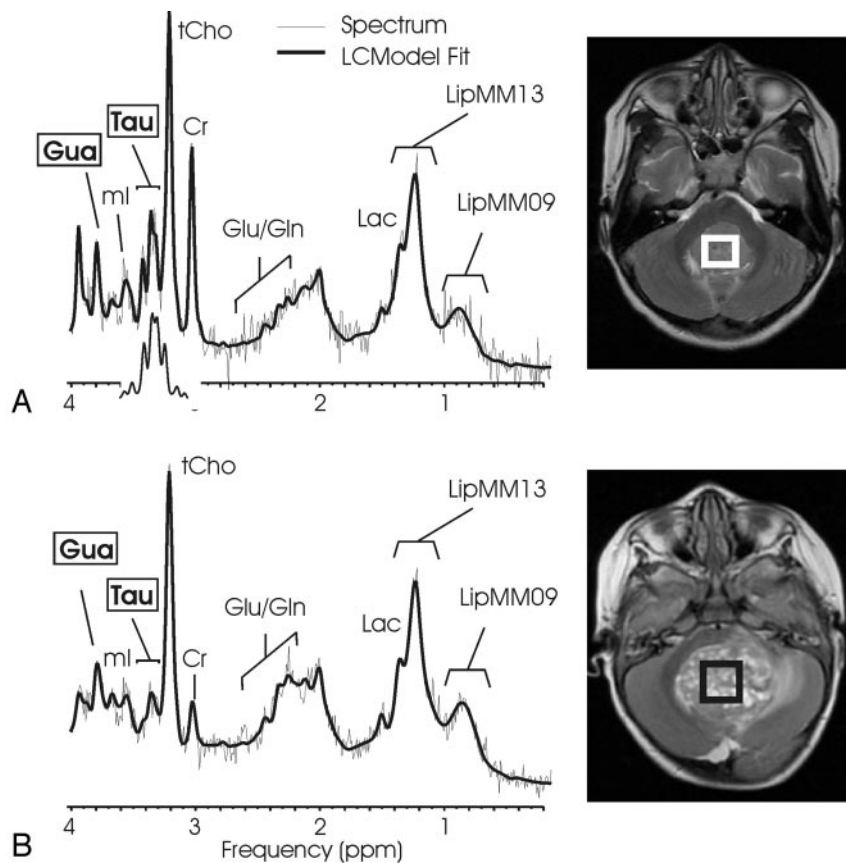 tCho
Spectrum
LCModel Fit
LipMM13
Tau
Cr
Gua
mI
LipMM09
Glu/Gln
Lac
A
4 2 1
tCho
LipMM13
Gua
Tau
Glu/Gln
LipMM09
mI
Lac
Cr
4 3 2 1
B
Frequency (ppm)